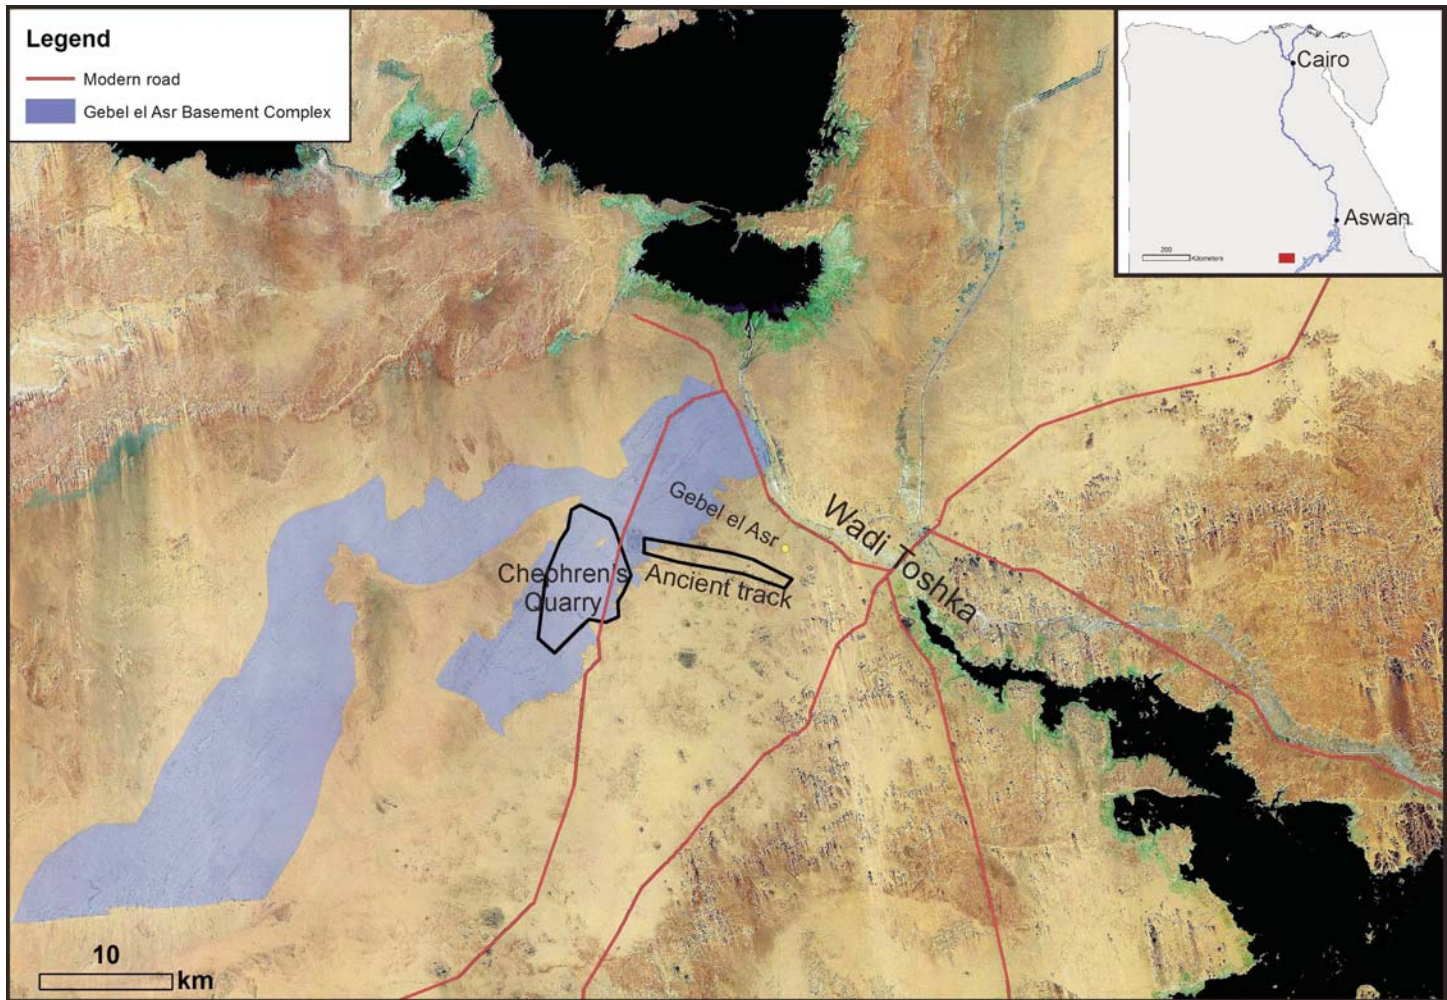 Legend
Modern road
Gebel el Asr Basement Complex
Cairo
Aswan
200
Kilometers
Gebel el Asr
Wadi Toshka
Chephren's
Quarry
Ancient track
10
km